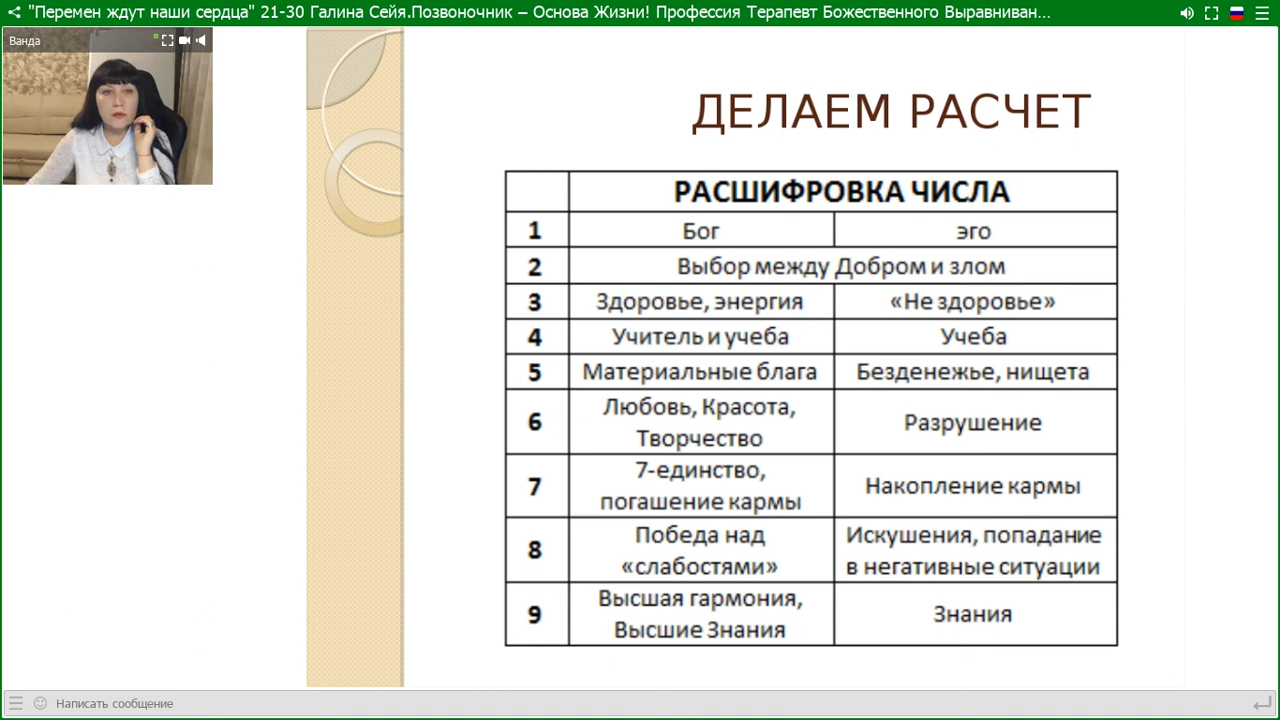 "Перемен ждут наши сердца" 21-30 Галина Сейя.Позвоночник – Основа Жизни! Профессия Терапевт Божественного Выравниван...
Ванда
ДЕЛАЕМ РАСЧЕТ
РАСШИФРОВКА ЧИСЛА
1 Бог эго
2 Выбор между Добром и злом
3 Здоровье, энергия «Не здоровье»
4 Учитель и учеба Учеба
5 Материальные блага Безденежье, нищета
6 Любовь, Красота,
Творчество Разрушение
7 7-единство,
погашение кармы Накопление кармы
8 Победа над
«слабостями» Искушения, попадание
в негативные ситуации
9 Высшая гармония,
Высшие Знания Знания
Написать сообщение